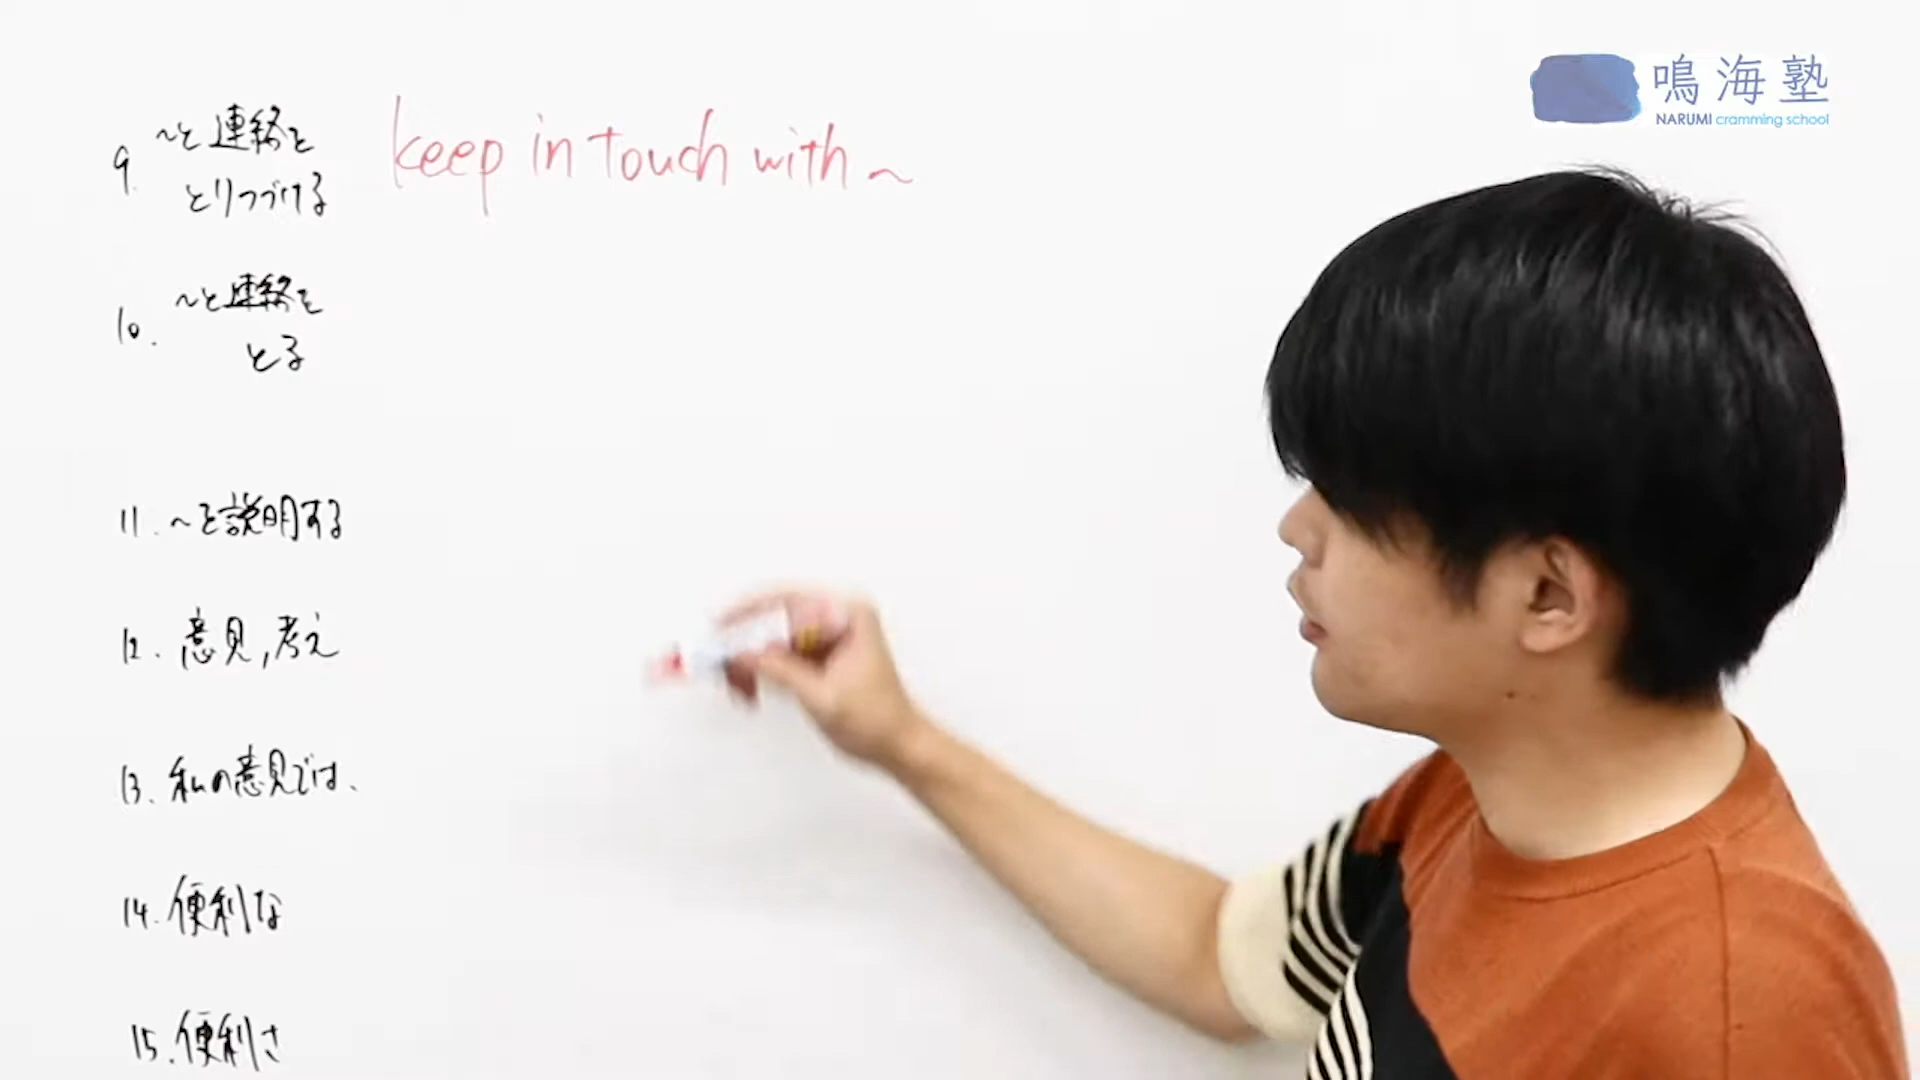 鳴海塾
NARUMI cramming school
9. 〜と連絡を
とりつづける
keep in touch with 〜
10. 〜と連絡を
とる
11. 〜を説明する
12. 意見,考え
13. 私の意見では、
14. 便利な
15. 便利さ